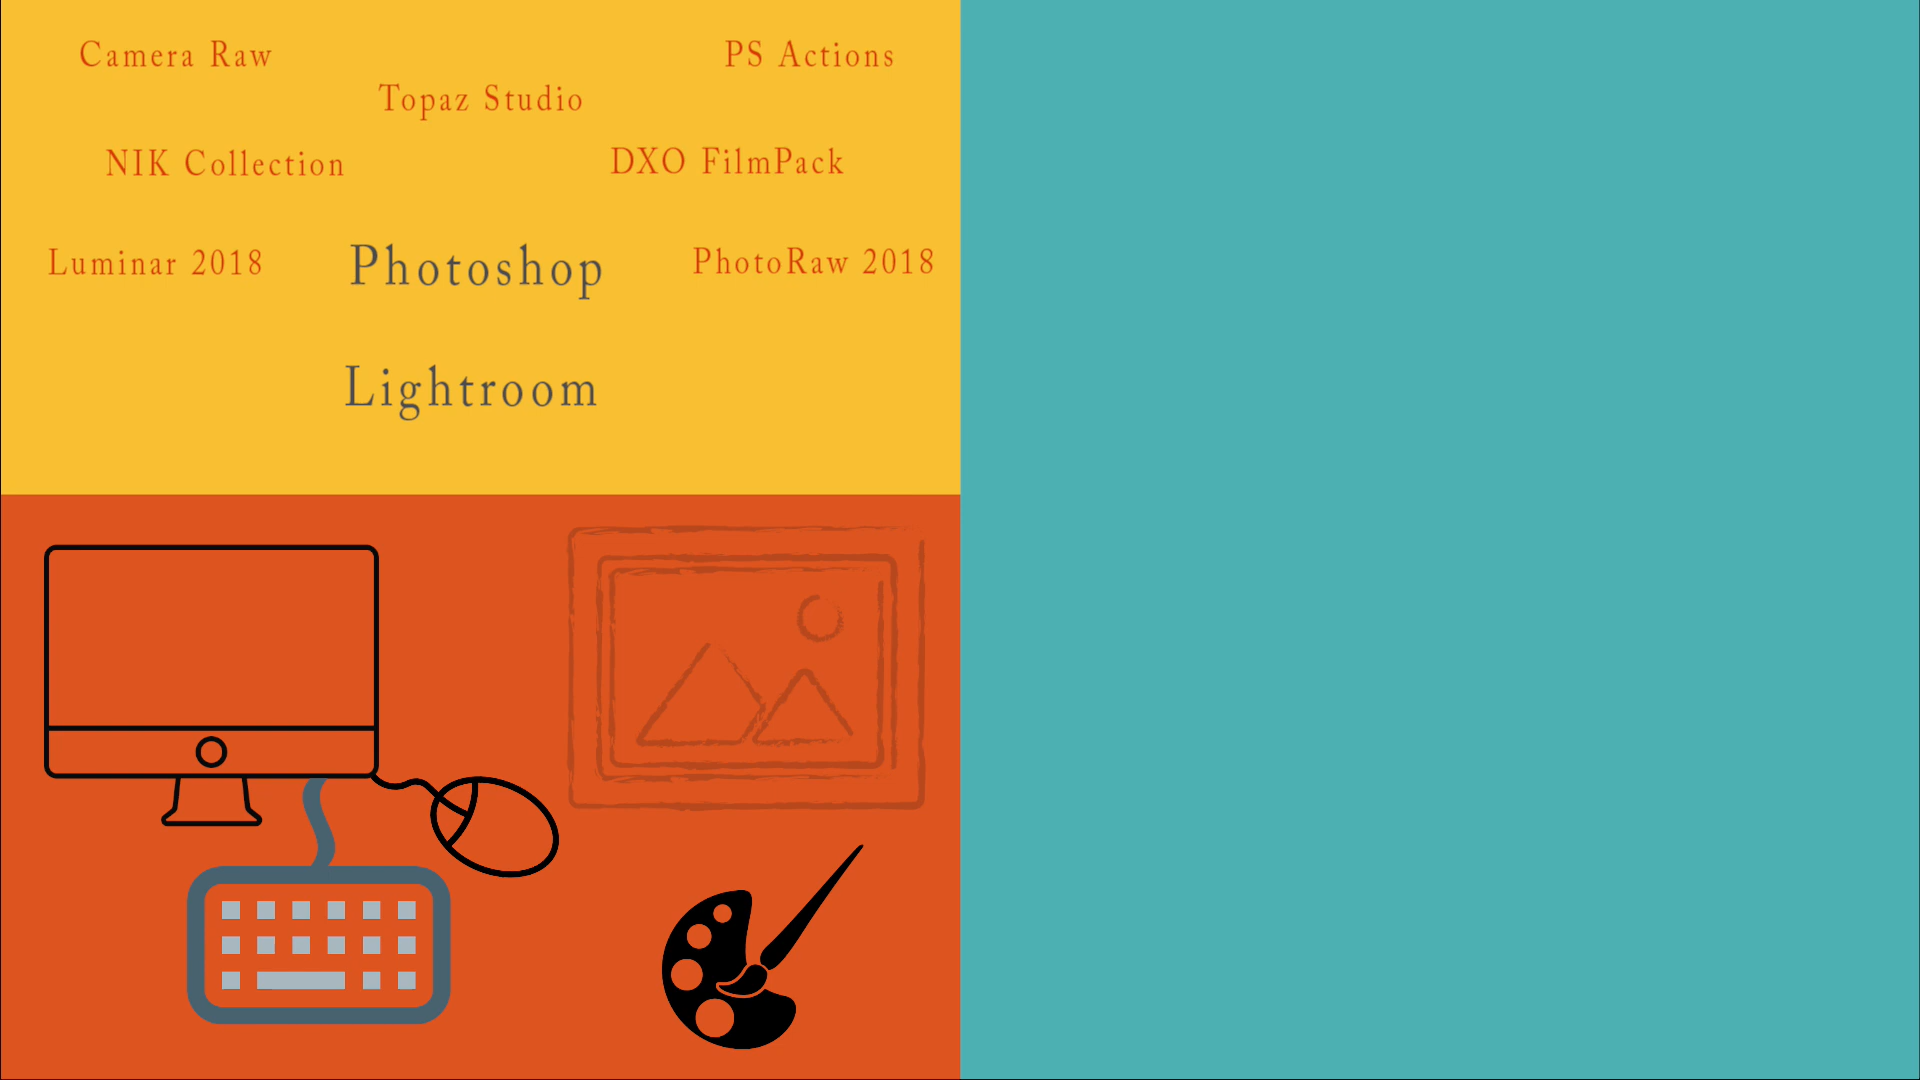 Camera Raw
PS Actions
Topaz Studio
NIK Collection
DXO FilmPack
Luminar 2018
Photoshop
PhotoRaw 2018
Lightroom